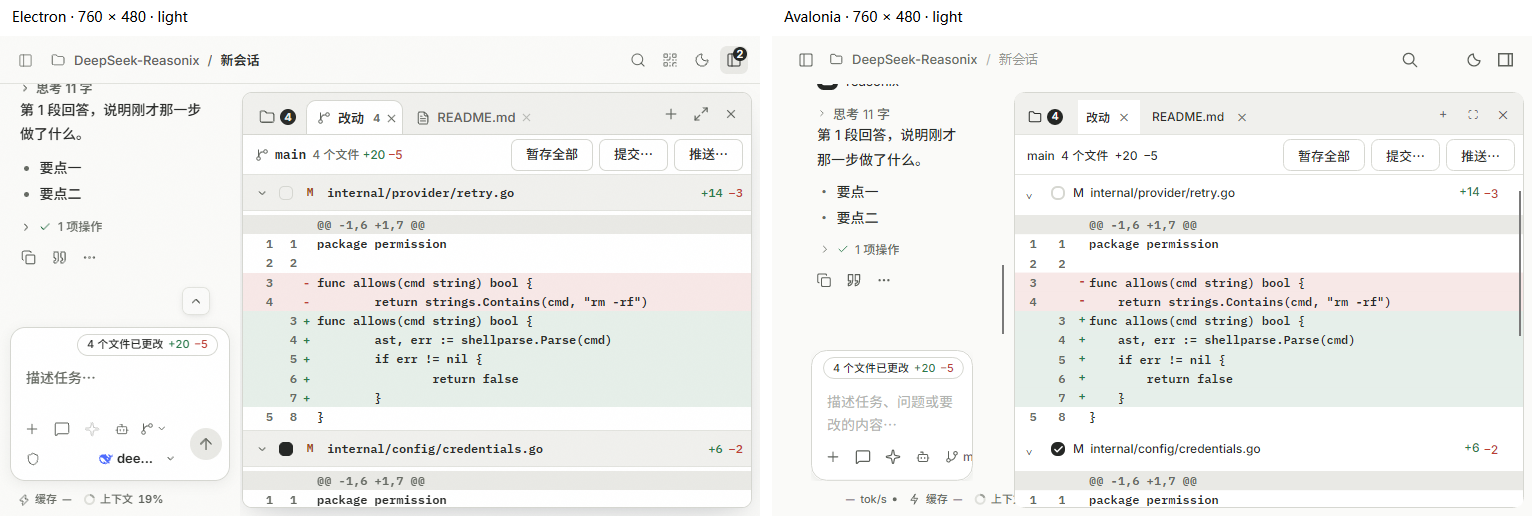 Electron · 760 × 480 · light
DeepSeek-Reasonix / 新会话
2
思考 11 字
第 1 段回答，说明刚才那一步
做了什么。
• 要点一
• 要点二
1 项操作
4 个文件已更改 +20 −5
描述任务…
dee...
缓存 — 上下文 19%
4 改动 4 × README.md ×
main 4 个文件 +20 −5 暂存全部 提交… 推送…
M internal/provider/retry.go +14 −3
@@ -1,6 +1,7 @@
1 1 package permission
2 2
3 - func allows(cmd string) bool {
4 - return strings.Contains(cmd, "rm -rf")
3 + func allows(cmd string) bool {
4 + ast, err := shellparse.Parse(cmd)
5 + if err != nil {
6 + return false
7 + }
5 8 }
M internal/config/credentials.go +6 −2
@@ -1,6 +1,7 @@
1 1 package permission
Avalonia · 760 × 480 · light
DeepSeek-Reasonix / 新会话
思考 11 字
第 1 段回答，说明刚才
那一步做了什么。
• 要点一
• 要点二
1 项操作
4 个文件已更改 +20 −5
描述任务、问题或要
改的内容…
— tok/s • 缓存 — 上下
4 改动 × README.md ×
main 4 个文件 +20 −5 暂存全部 提交… 推送…
M internal/provider/retry.go +14 −3
@@ -1,6 +1,7 @@
1 1 package permission
2 2
3 - func allows(cmd string) bool {
4 - return strings.Contains(cmd, "rm -rf")
3 + func allows(cmd string) bool {
4 + ast, err := shellparse.Parse(cmd)
5 + if err != nil {
6 + return false
7 + }
5 8 }
M internal/config/credentials.go +6 −2
@@ -1,6 +1,7 @@
1 1 package permission